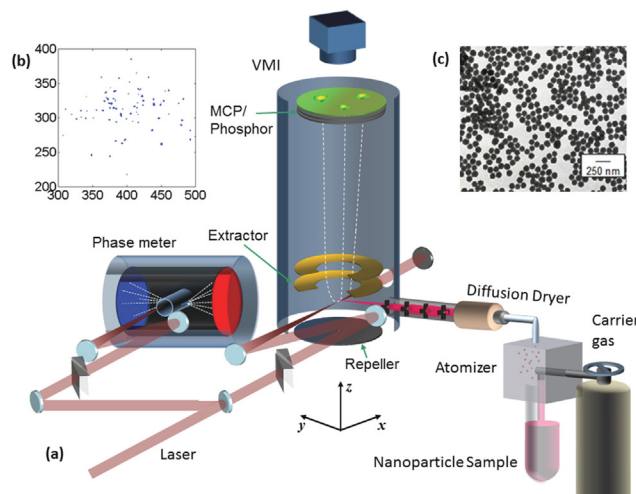 (b)
400
350
300
250
200
300 350 400 450 500
VMI
MCP/
Phosphor
(c)
250 nm
Phase meter
Extractor
Diffusion Dryer
Carrier
gas
Atomizer
Repeller
z
y
x
(a)
Laser
Nanoparticle Sample